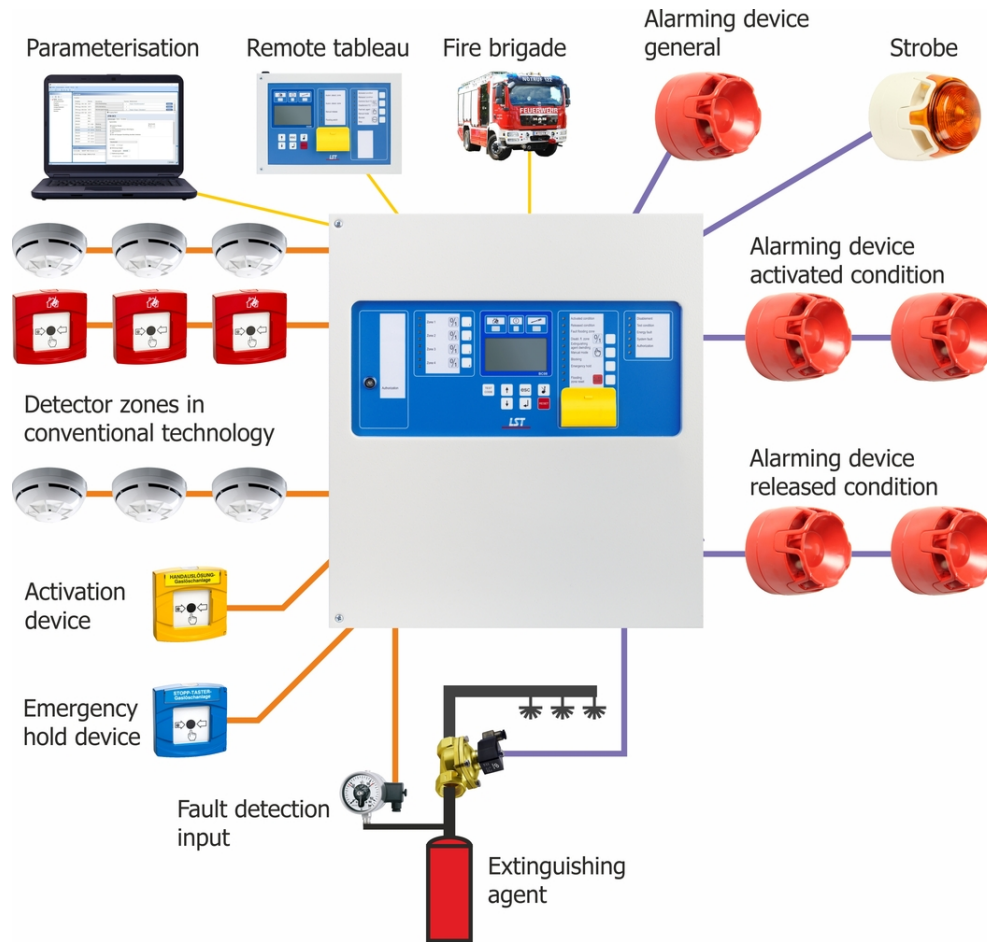 Parameterisation
Remote tableau
Fire brigade
Alarming device
general
Strobe
FEUERWEHR
LST
Alarming device
activated condition
Detector zones in
conventional technology
LST
Alarming device
released condition
Activation
device
HANDAUSLÖSUNG
Gaslöschanlage
Emergency
hold device
STOPP-TASTER
Gaslöschanlage
Fault detection
input
Extinguishing
agent